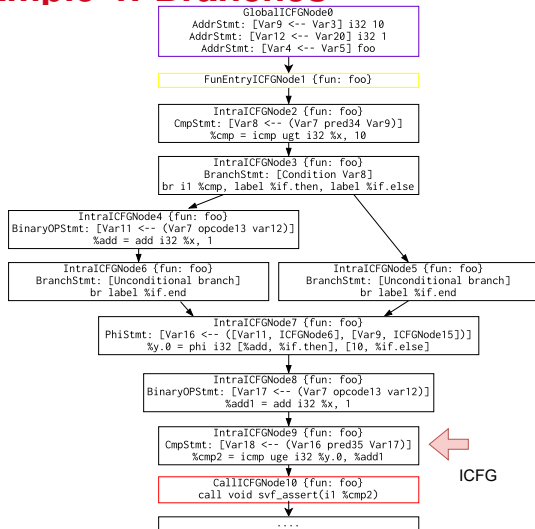 GlobalICFGNode0
AddrStmt: [Var9 <-- Var3] i32 10
AddrStmt: [Var12 <-- Var20] i32 1
AddrStmt: [Var4 <-- Var5] foo
FunEntryICFGNode1 {fun: foo}
IntraICFGNode2 {fun: foo}
CmpStmt: [Var8 <-- (Var7 pred34 Var9)]
%cmp = icmp ugt i32 %x, 10
IntraICFGNode3 {fun: foo}
BranchStmt: [Condition Var8]
br i1 %cmp, label %if.then, label %if.else
IntraICFGNode4 {fun: foo}
BinaryOPStmt: [Var11 <-- (Var7 opcode13 var12)]
%add = add i32 %x, 1
IntraICFGNode6 {fun: foo}
BranchStmt: [Unconditional branch]
br label %if.end
IntraICFGNode5 {fun: foo}
BranchStmt: [Unconditional branch]
br label %if.end
IntraICFGNode7 {fun: foo}
PhiStmt: [Var16 <-- ([Var11, ICFGNode6], [Var9, ICFGNode15])]
%y.0 = phi i32 [%add, %if.then], [10, %if.else]
IntraICFGNode8 {fun: foo}
BinaryOPStmt: [Var17 <-- (Var7 opcode13 var12)]
%add1 = add i32 %x, 1
IntraICFGNode9 {fun: foo}
CmpStmt: [Var18 <-- (Var16 pred35 Var17)]
%cmp2 = icmp uge i32 %y.0, %add1
ICFG
CallICFGNode10 {fun: foo}
call void svf_assert(i1 %cmp2)
....